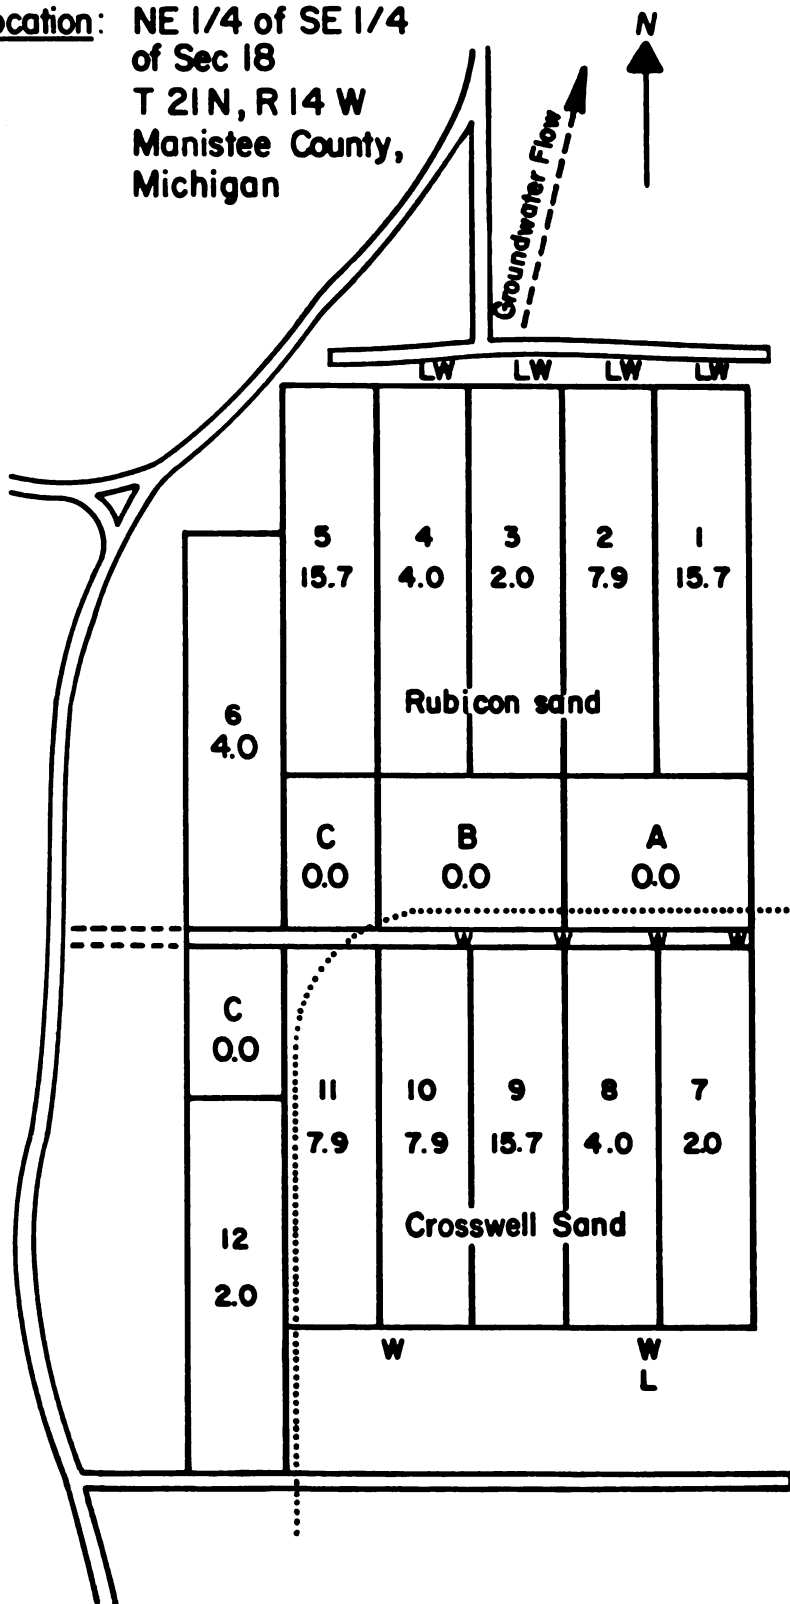 ocation: NE 1/4 of SE 1/4
of Sec 18
T 21N, R 14 W
Manistee County,
Michigan
N
Groundwater Flow
LW LW LW LW
5 4 3 2 1
15.7 4.0 2.0 7.9 15.7
Rubicon sand
6
4.0
C B A
0.0 0.0 0.0
W W W W
C
0.0
11 10 9 8 7
7.9 7.9 15.7 4.0 2.0
Crosswell Sand
12
2.0
W W
L